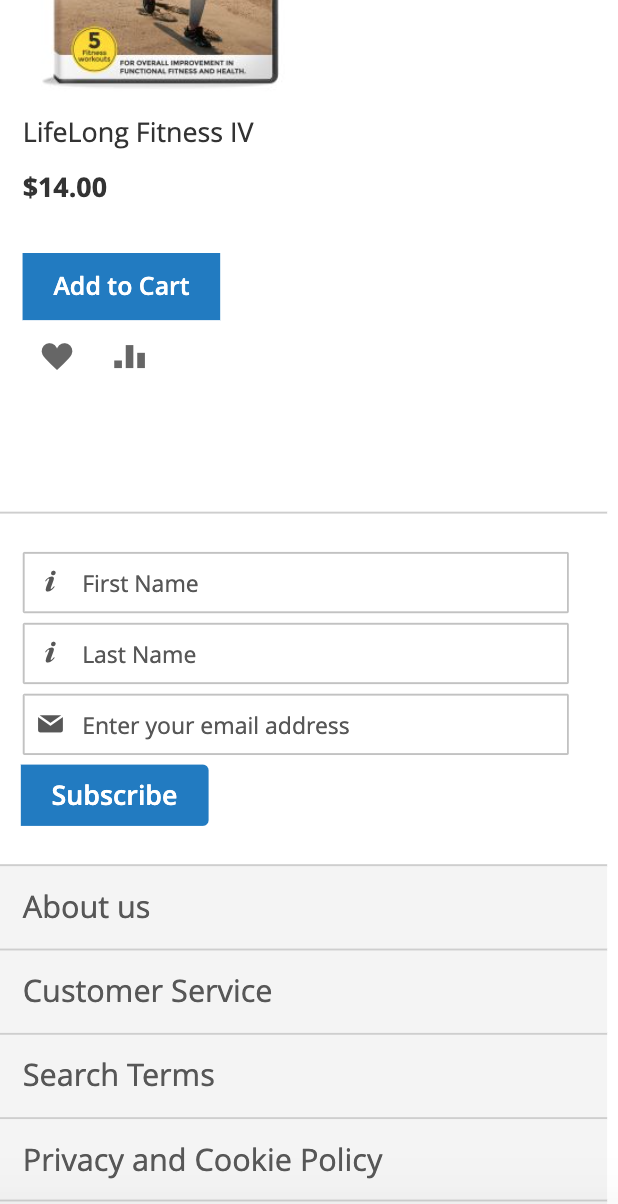 5
Fitness
workouts
FOR OVERALL IMPROVEMENT IN
FUNCTIONAL FITNESS AND HEALTH.
LifeLong Fitness IV
$14.00
Add to Cart
First Name
Last Name
Enter your email address
Subscribe
About us
Customer Service
Search Terms
Privacy and Cookie Policy